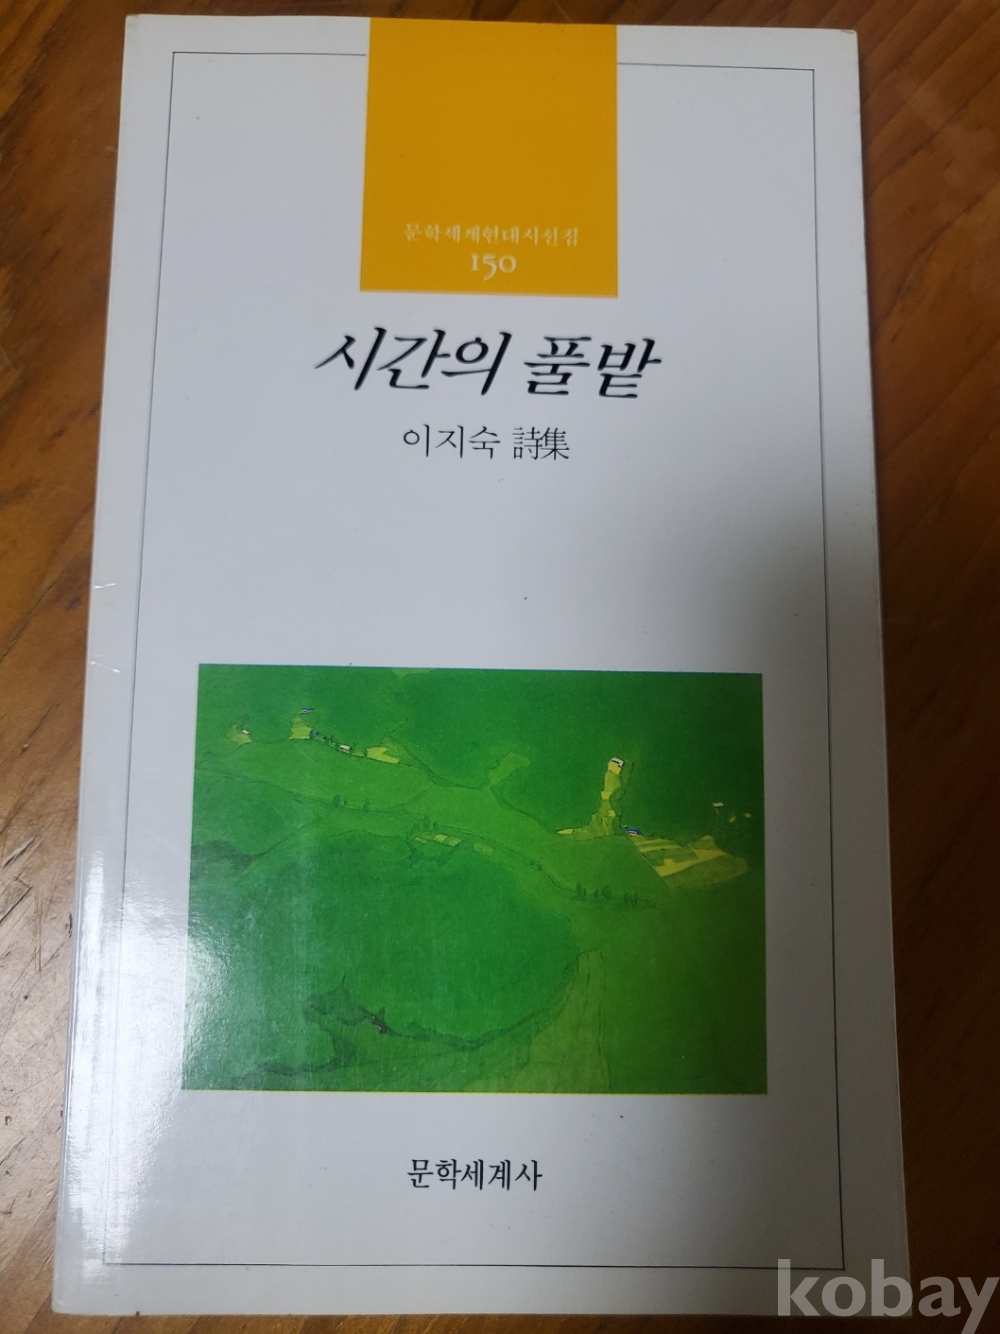 문학세계현대시선집
150
시간의 풀밭
이지숙 詩集
문학세계사
kobay